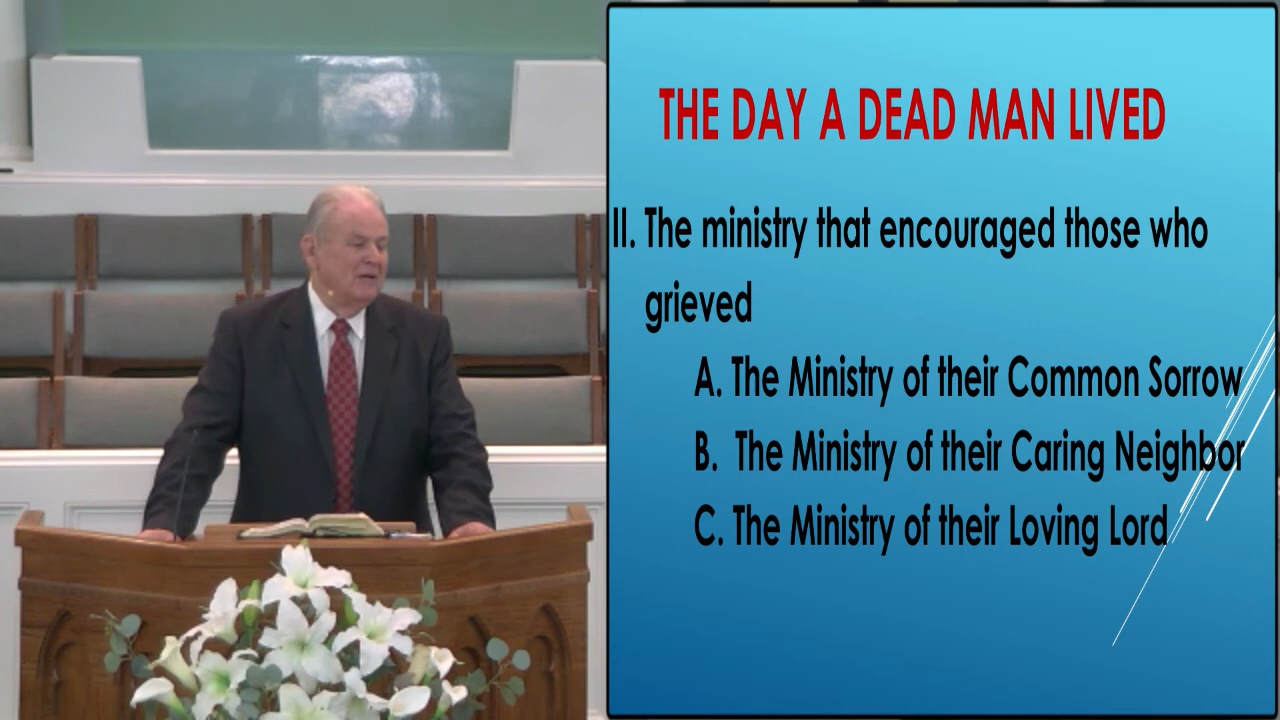 THE DAY A DEAD MAN LIVED
II. The ministry that encouraged those who
grieved
A. The Ministry of their Common Sorrow
B. The Ministry of their Caring Neighbor
C. The Ministry of their Loving Lord